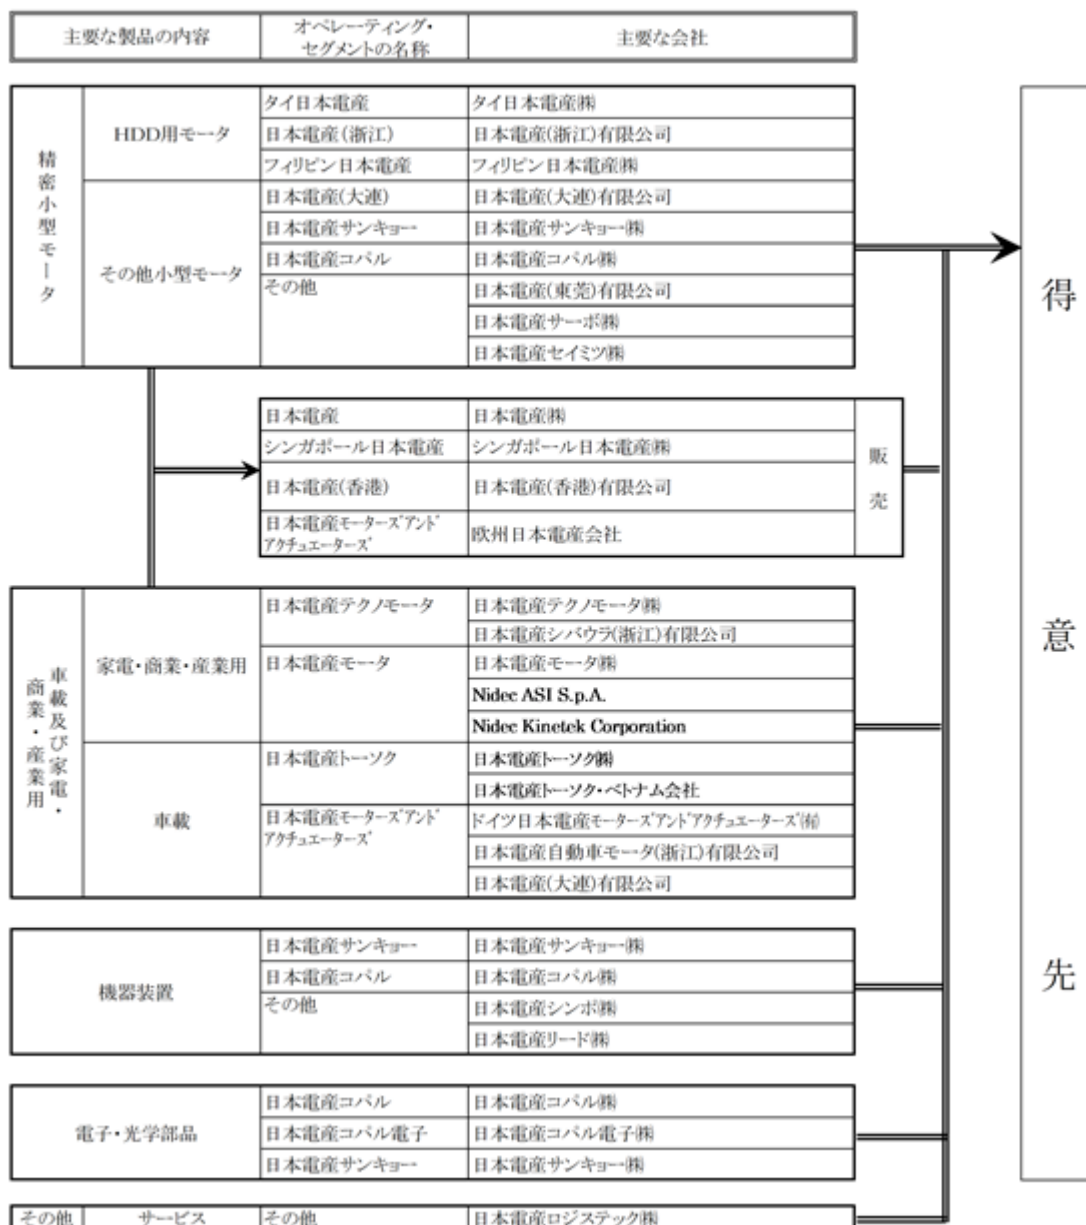 主要な製品の内容
オペレーティング・
セグメントの名称
主要な会社
精密小型モータ
HDD用モータ
タイ日本電産
タイ日本電産㈱
日本電産(浙江)
日本電産(浙江)有限公司
フィリピン日本電産
フィリピン日本電産㈱
その他小型モータ
日本電産(大連)
日本電産(大連)有限公司
日本電産サンキョー
日本電産サンキョー㈱
日本電産コパル
日本電産コパル㈱
その他
日本電産(東莞)有限公司
日本電産サーボ㈱
日本電産セイミツ㈱
日本電産
日本電産㈱
シンガポール日本電産
シンガポール日本電産㈱
日本電産(香港)
日本電産(香港)有限公司
日本電産モーターズアンド
アクチュエーターズ
欧州日本電産会社
販売
車載及び家電・
商業・産業用
家電・商業・産業用
日本電産テクノモータ
日本電産テクノモータ㈱
日本電産シバウラ(浙江)有限公司
日本電産モータ
日本電産モータ㈱
Nidec ASI S.p.A.
Nidec Kinetek Corporation
車載
日本電産トーソク
日本電産トーソク㈱
日本電産トーソク・ベトナム会社
日本電産モーターズアンド
アクチュエーターズ
ドイツ日本電産モーターズアンドアクチュエーターズ㈲
日本電産自動車モータ(浙江)有限公司
日本電産(大連)有限公司
機器装置
日本電産サンキョー
日本電産サンキョー㈱
日本電産コパル
日本電産コパル㈱
その他
日本電産シンポ㈱
日本電産リード㈱
電子・光学部品
日本電産コパル
日本電産コパル㈱
日本電産コパル電子
日本電産コパル電子㈱
日本電産サンキョー
日本電産サンキョー㈱
その他
サービス
その他
日本電産ロジステック㈱
得意先